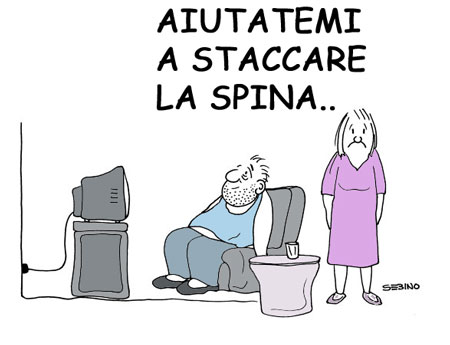 AIUTATEMI
A STACCARE
LA SPINA..
SEBINO